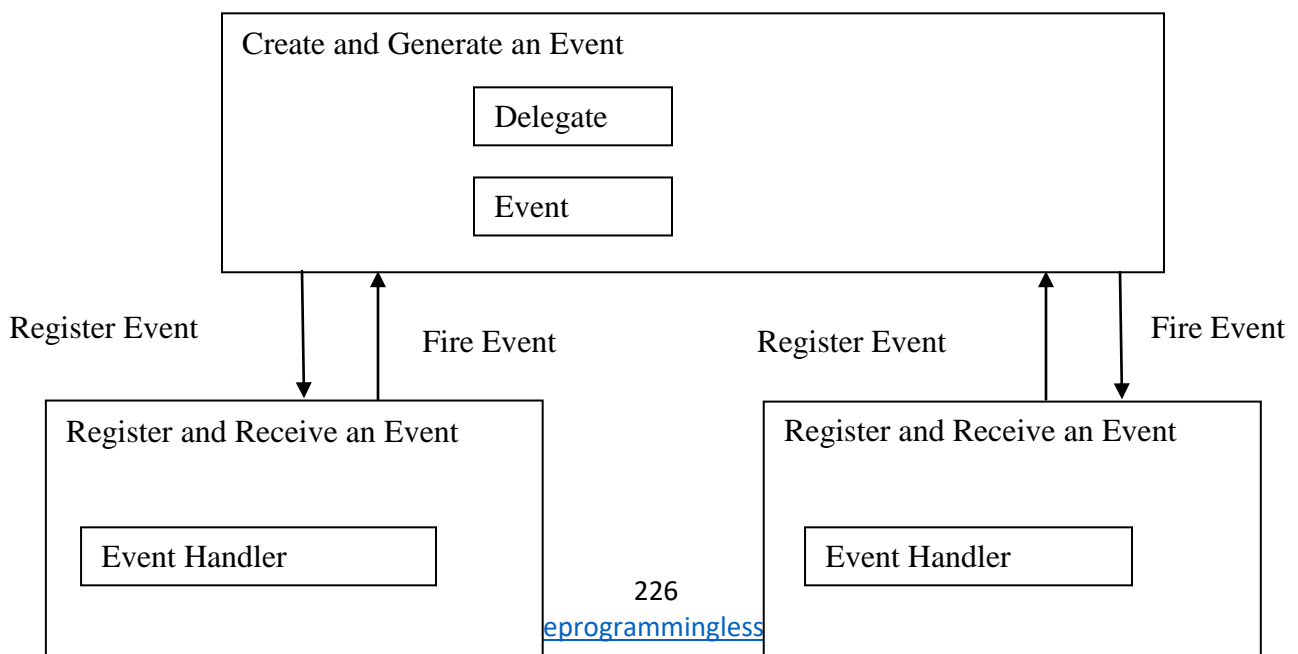 Create and Generate an Event
Delegate
Event
Register Event
Fire Event
Register Event
Fire Event
Register and Receive an Event
Event Handler
Register and Receive an Event
Event Handler
226
eprogrammingless